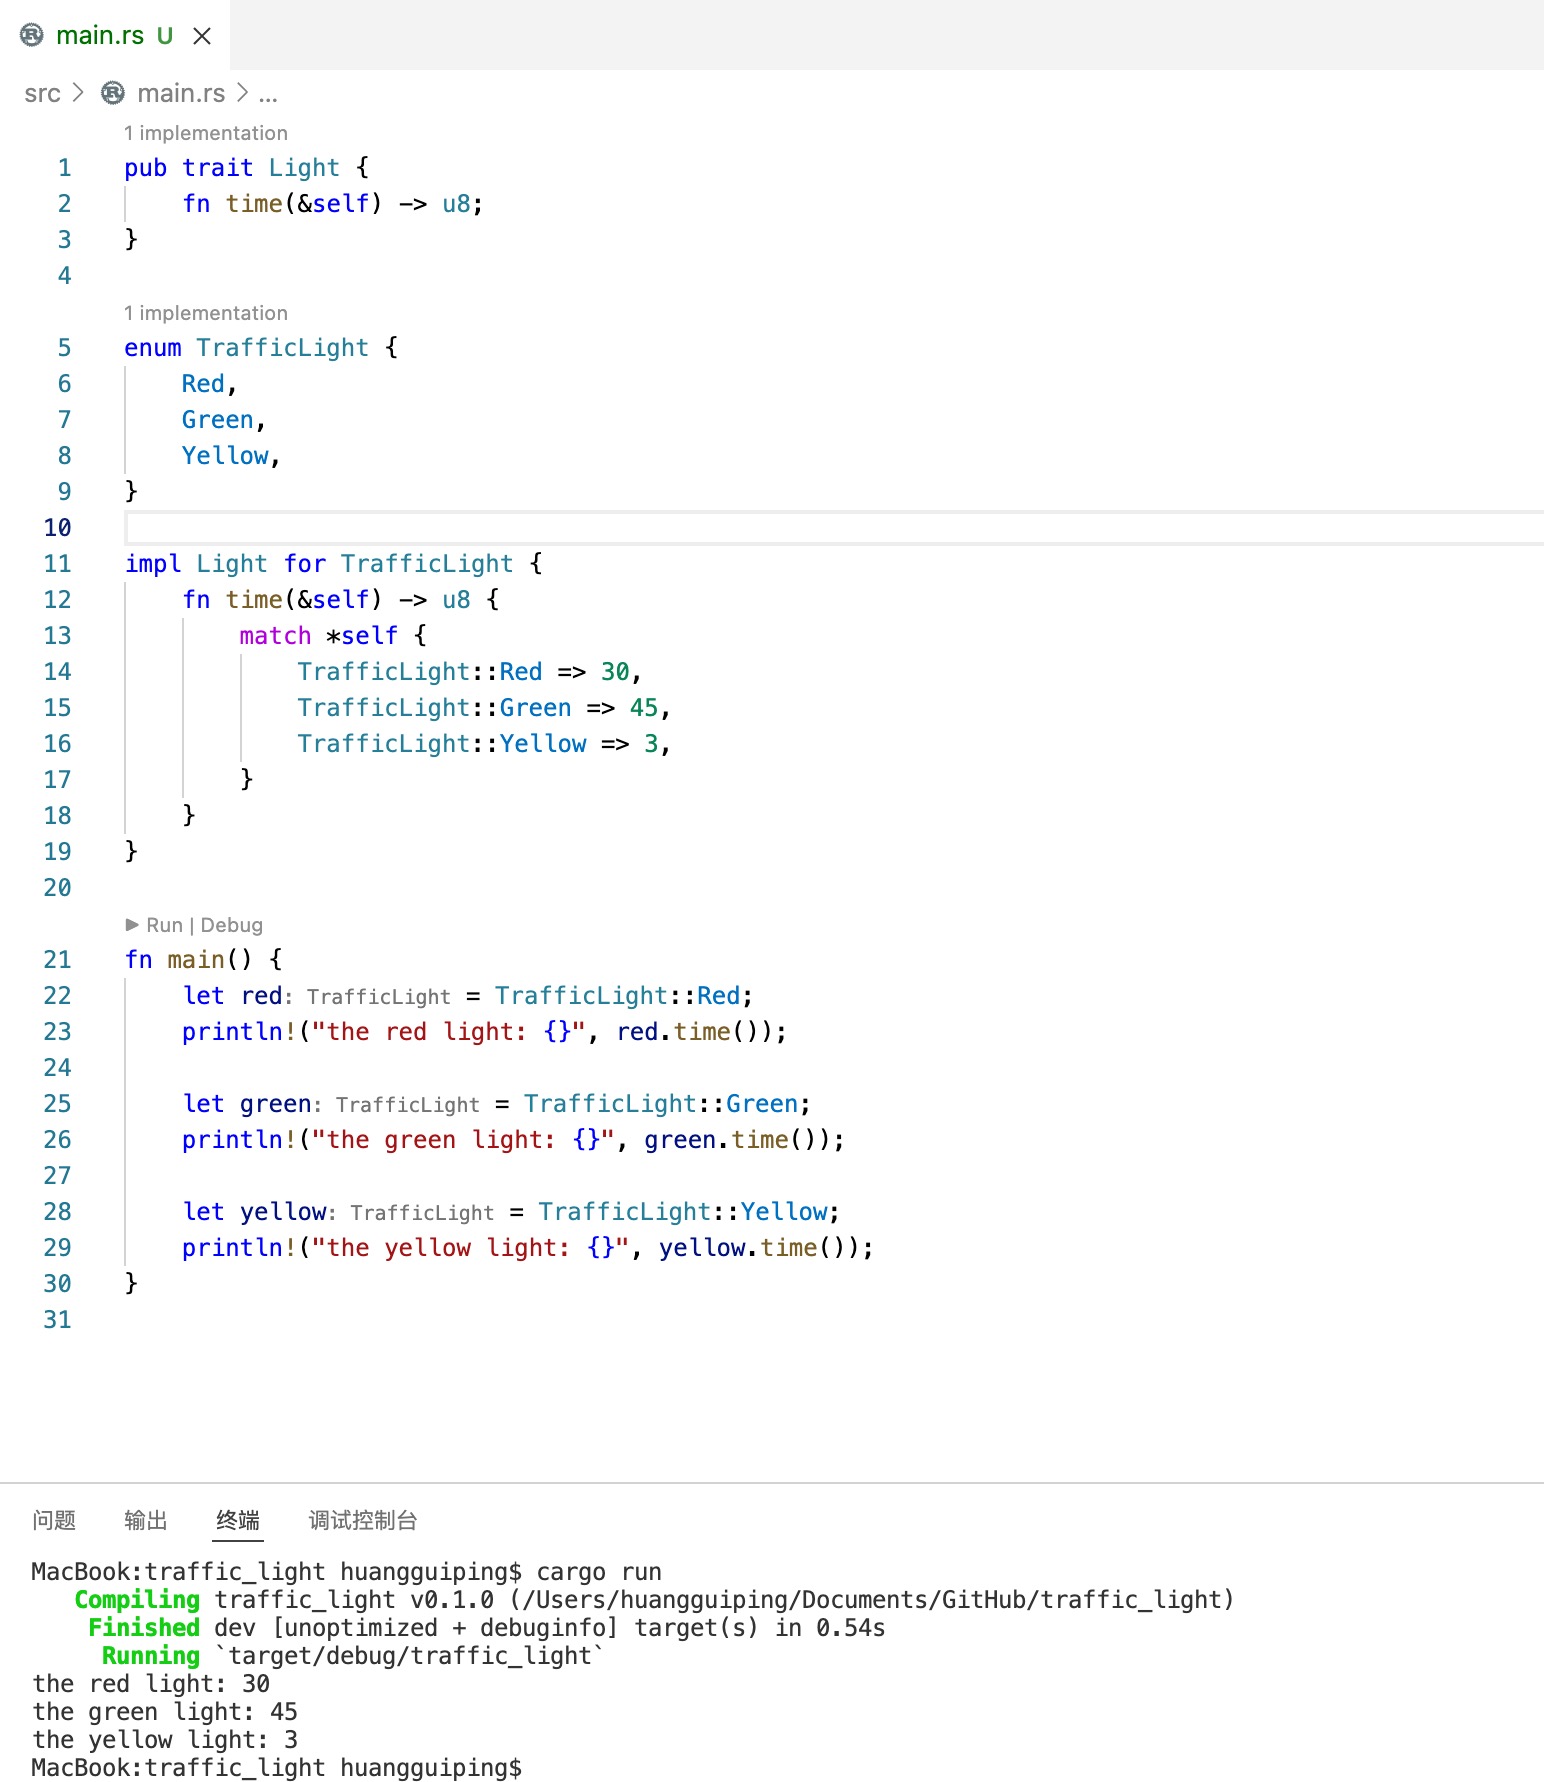 main.rs U
src > main.rs > ...
1 implementation
1 pub trait Light {
2     fn time(&self) -> u8;
3 }
4
1 implementation
5 enum TrafficLight {
6     Red,
7     Green,
8     Yellow,
9 }
10
11 impl Light for TrafficLight {
12     fn time(&self) -> u8 {
13         match *self {
14             TrafficLight::Red => 30,
15             TrafficLight::Green => 45,
16             TrafficLight::Yellow => 3,
17         }
18     }
19 }
20
Run | Debug
21 fn main() {
22     let red: TrafficLight = TrafficLight::Red;
23     println!("the red light: {}", red.time());
24
25     let green: TrafficLight = TrafficLight::Green;
26     println!("the green light: {}", green.time());
27
28     let yellow: TrafficLight = TrafficLight::Yellow;
29     println!("the yellow light: {}", yellow.time());
30 }
31
问题 输出 终端 调试控制台
MacBook:traffic_light huangguiping$ cargo run
   Compiling traffic_light v0.1.0 (/Users/huangguiping/Documents/GitHub/traffic_light)
    Finished dev [unoptimized + debuginfo] target(s) in 0.54s
     Running `target/debug/traffic_light`
the red light: 30
the green light: 45
the yellow light: 3
MacBook:traffic_light huangguiping$